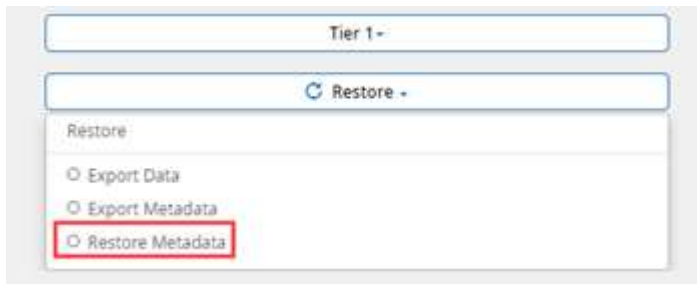 Tier 1
Restore
Restore
Export Data
Export Metadata
Restore Metadata